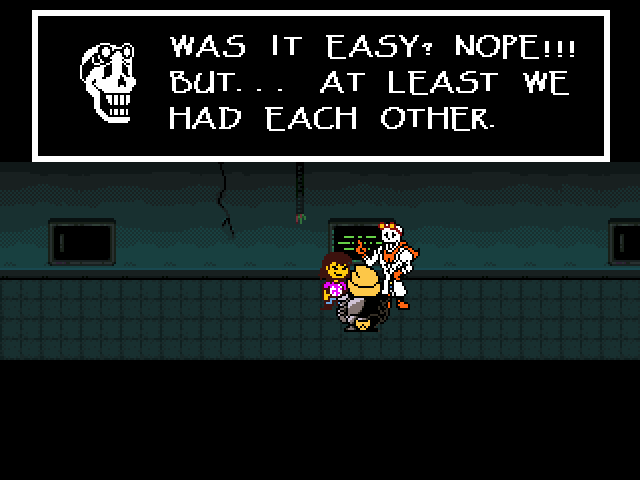 WAS IT EASY? NOPE!!!
BUT... AT LEAST WE
HAD EACH OTHER.